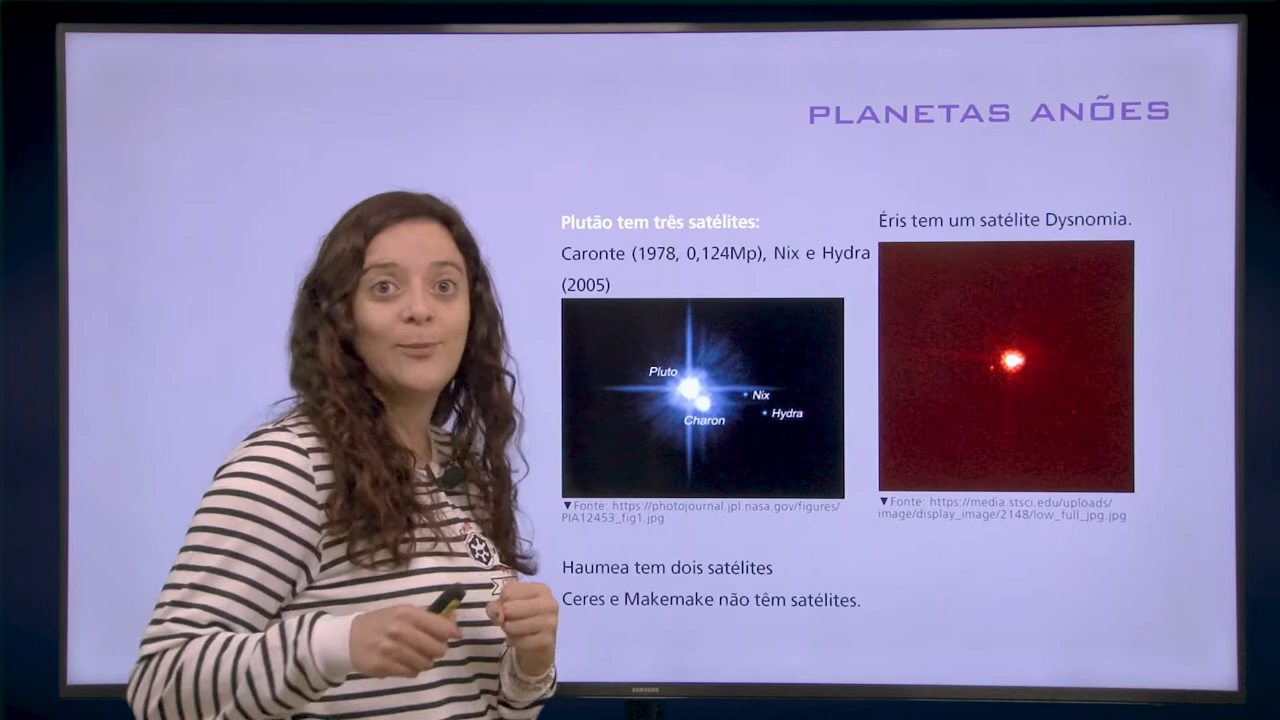 PLANETAS ANÕES
Plutão tem três satélites:
Caronte (1978, 0,124Mp), Nix e Hydra
(2005)
Pluto
Nix
Hydra
Charon
▼Fonte: https://photojournal.jpl.nasa.gov/figures/
PIA12453_fig1.jpg
Éris tem um satélite Dysnomia.
▼Fonte: https://media.stsci.edu/uploads/
image/display_image/2148/low_full_jpg.jpg
Haumea tem dois satélites
Ceres e Makemake não têm satélites.
SAMSUNG